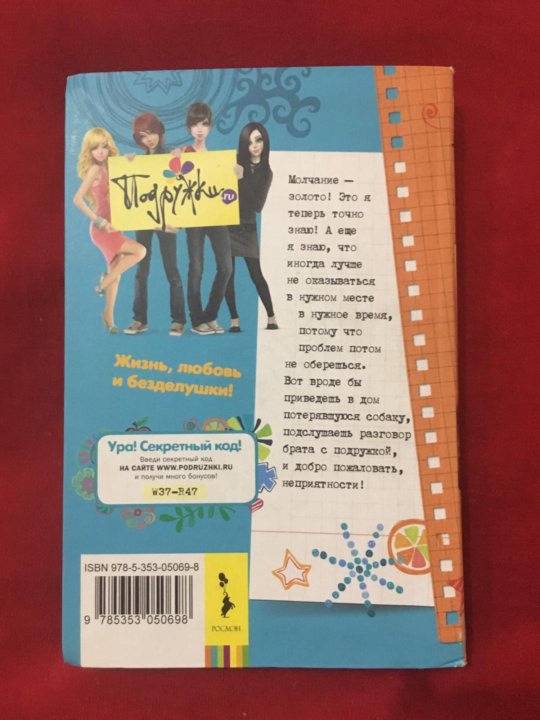 Подружки.ru
Молчание —
золото! Это я
теперь точно
знаю! А еще
я знаю, что
иногда лучше
не оказываться
в нужном месте
в нужное время,
потому что
проблем потом
не оберешься.
Вот вроде бы
приведешь в дом
потерявшуюся собаку,
подслушаешь разговор
брата с подружкой,
и добро пожаловать,
неприятности!
Жизнь, любовь
и безделушки!
Ура! Секретный код!
Введи секретный код
НА САЙТЕ WWW.PODRUZHKI.RU
и получи много бонусов!
W37-R47
ISBN 978-5-353-05069-8
9 785353 050698
РОСМЭН